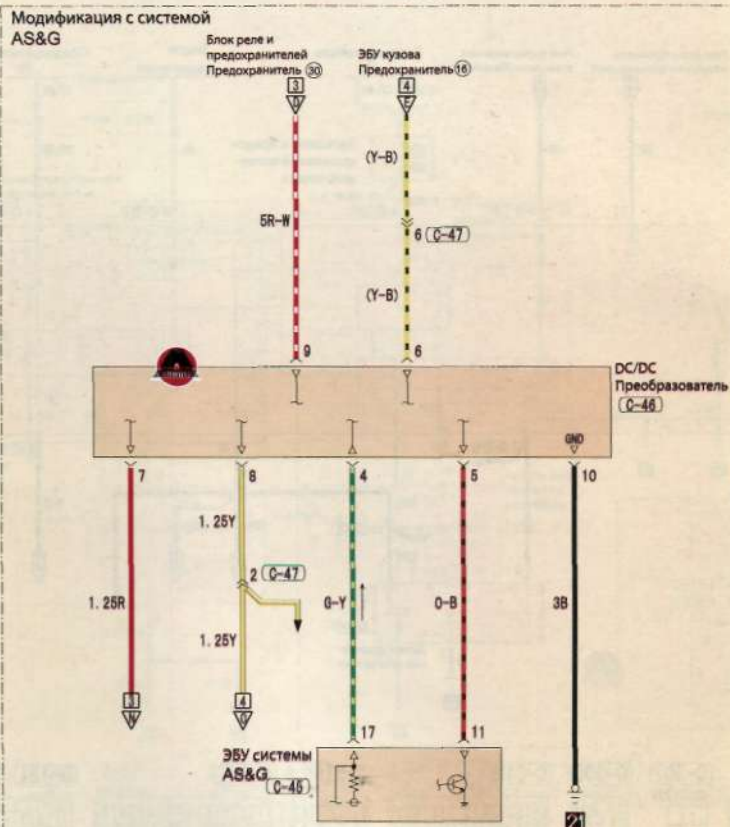 Модификация с системой
AS&G
Блок реле и
предохранителей
Предохранитель 30
ЭБУ кузова
Предохранитель 16
3
4
E
(Y-B)
5R-W
6 C-47
(Y-B)
9
6
DC/DC
Преобразователь
C-46
GND
7
8
4
5
10
1. 25Y
2 C-47
1. 25R
G-Y
O-B
3B
1. 25Y
3
N
4
17
11
ЭБУ системы
AS&G
C-45
21